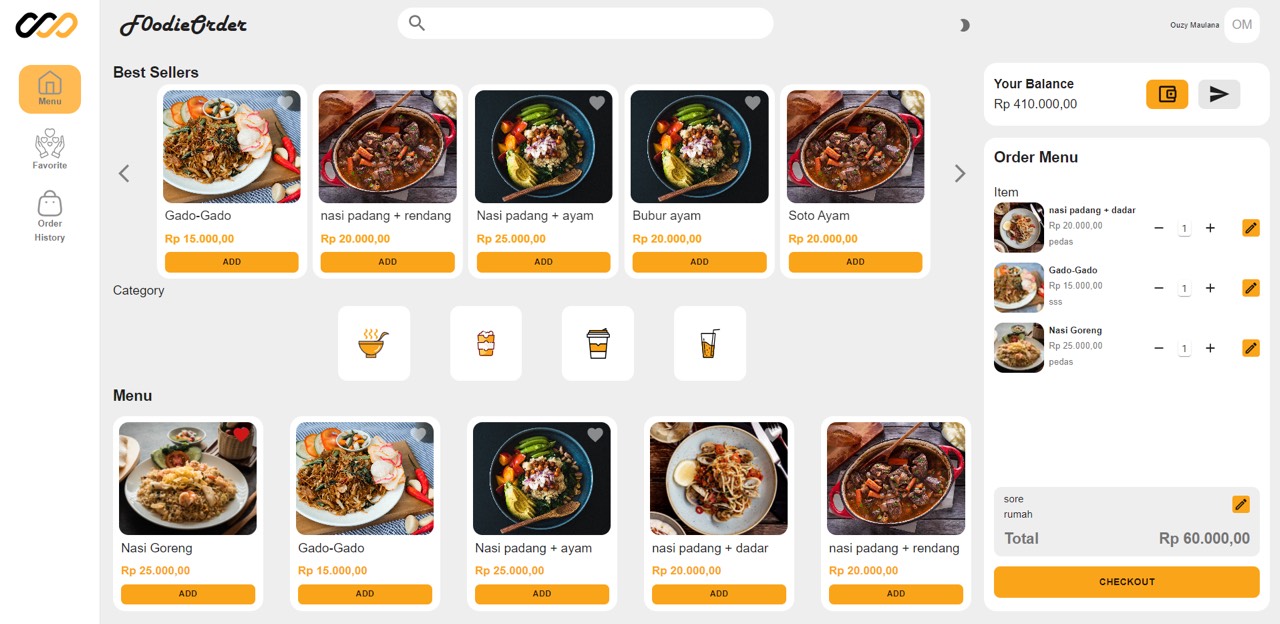 F0odieOrder
Ouzy Maulana
OM
Menu
Favorite
Order
History
Best Sellers
Gado-Gado
Rp 15.000,00
ADD
nasi padang + rendang
Rp 20.000,00
ADD
Nasi padang + ayam
Rp 25.000,00
ADD
Bubur ayam
Rp 20.000,00
ADD
Soto Ayam
Rp 20.000,00
ADD
Category
Menu
Nasi Goreng
Rp 25.000,00
ADD
Gado-Gado
Rp 15.000,00
ADD
Nasi padang + ayam
Rp 25.000,00
ADD
nasi padang + dadar
Rp 20.000,00
ADD
nasi padang + rendang
Rp 20.000,00
ADD
Your Balance
Rp 410.000,00
Order Menu
Item
nasi padang + dadar
Rp 20.000,00
pedas
1
Gado-Gado
Rp 15.000,00
sss
1
Nasi Goreng
Rp 25.000,00
pedas
1
sore
rumah
Total Rp 60.000,00
CHECKOUT